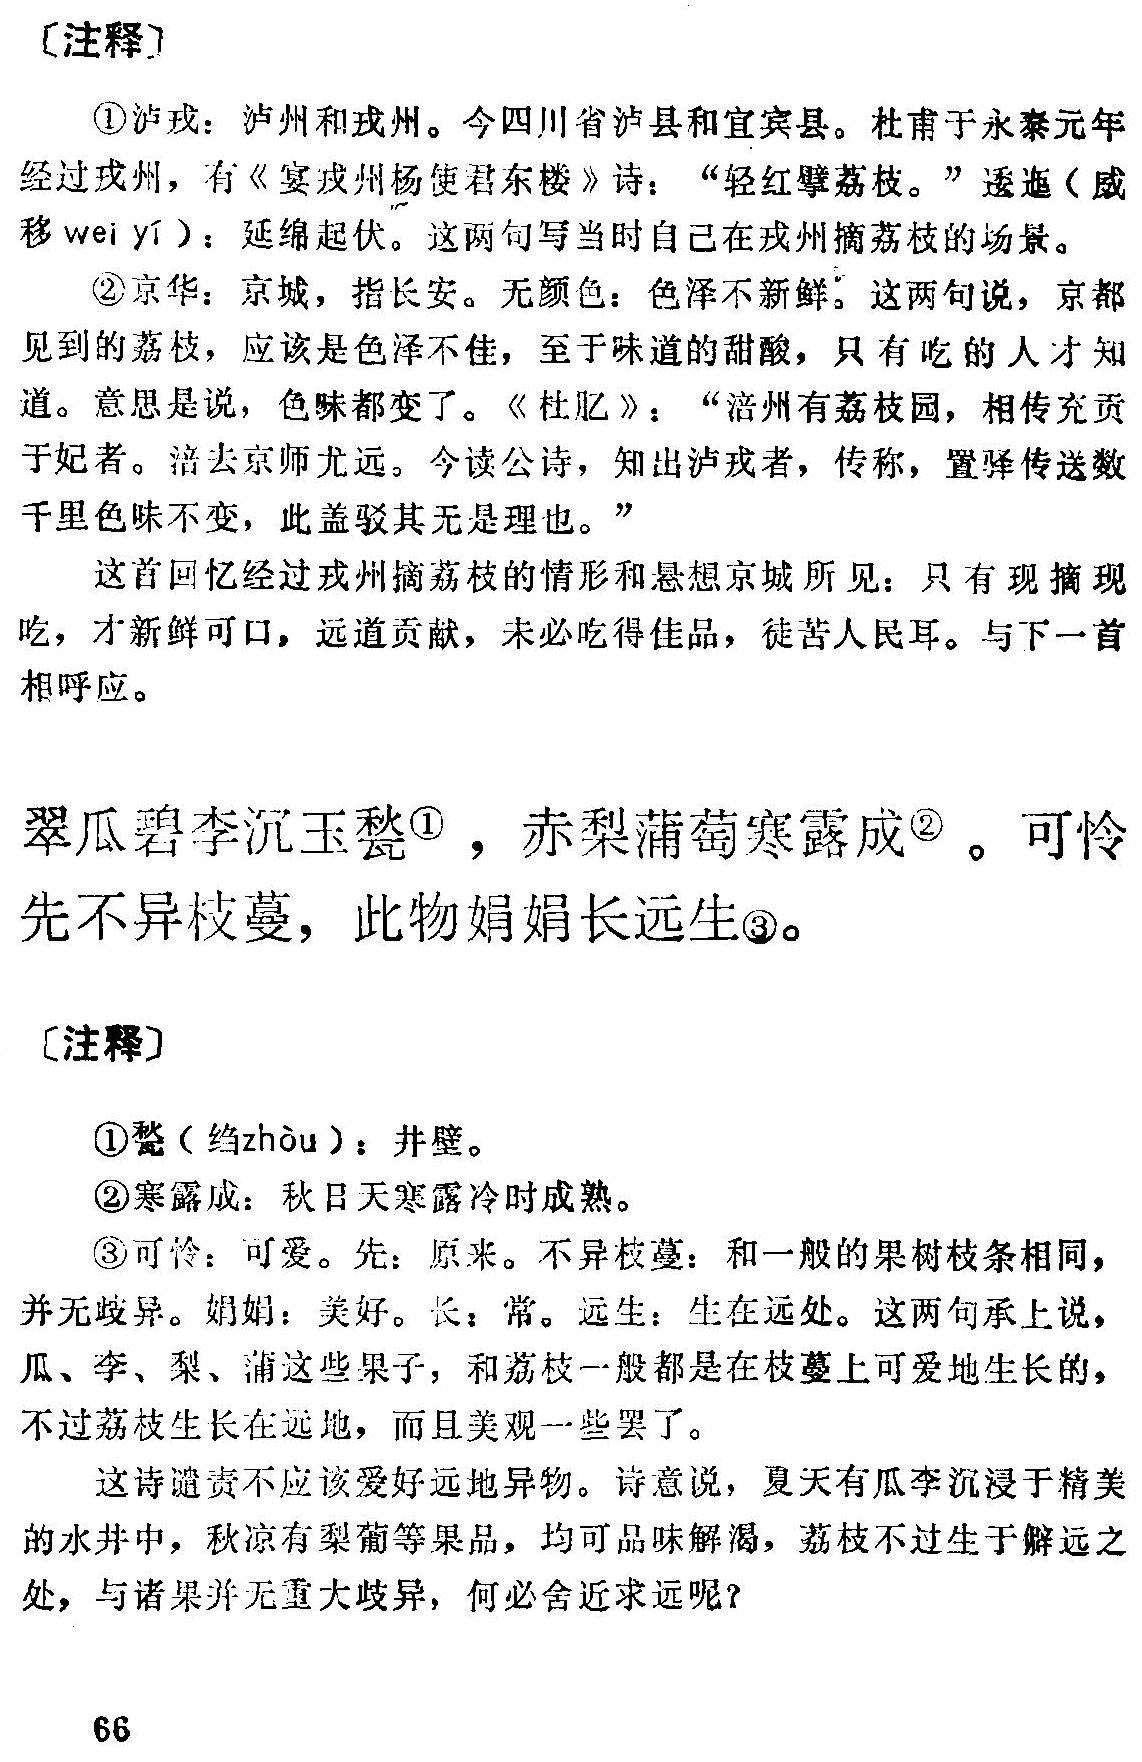 〔注释〕
①泸戎：泸州和戎州。今四川省泸县和宜宾县。杜甫于永泰元年
经过戎州，有《宴戎州杨使君东楼》诗：“轻红擘荔枝。”逶迤（威
移wei yí）：延绵起伏。这两句写当时自己在戎州摘荔枝的场景。
②京华：京城，指长安。无颜色：色泽不新鲜。这两句说，京都
见到的荔枝，应该是色泽不佳，至于味道的甜酸，只有吃的人才知
道。意思是说，色味都变了。《杜肊》：“涪州有荔枝园，相传充贡
于妃者。涪去京师尤远。今读公诗，知出泸戎者，传称，置驿传送数
千里色味不变，此盖驳其无是理也。”
这首回忆经过戎州摘荔枝的情形和悬想京城所见：只有现摘现
吃，才新鲜可口，远道贡献，未必吃得佳品，徒苦人民耳。与下一首
相呼应。
翠瓜碧李沉玉甃①，赤梨蒲萄寒露成②。可怜
先不异枝蔓，此物娟娟长远生③。
〔注释〕
①甃（绉zhòu）：井壁。
②寒露成：秋日天寒露冷时成熟。
③可怜：可爱。先：原来。不异枝蔓：和一般的果树枝条相同，
并无歧异。娟娟：美好。长：常。远生：生在远处。这两句承上说，
瓜、李、梨、蒲这些果子，和荔枝一般都是在枝蔓上可爱地生长的，
不过荔枝生长在远地，而且美观一些罢了。
这诗谴责不应该爱好远地异物。诗意说，夏天有瓜李沉浸于精美
的水井中，秋凉有梨葡等果品，均可品味解渴，荔枝不过生于僻远之
处，与诸果并无重大歧异，何必舍近求远呢？
66